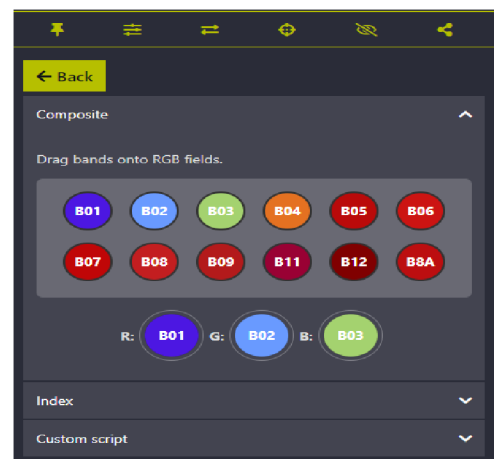 ← Back
Composite
Drag bands onto RGB fields.
B01 B02 B03 B04 B05 B06
B07 B08 B09 B11 B12 B8A
R: B01 G: B02 B: B03
Index
Custom script